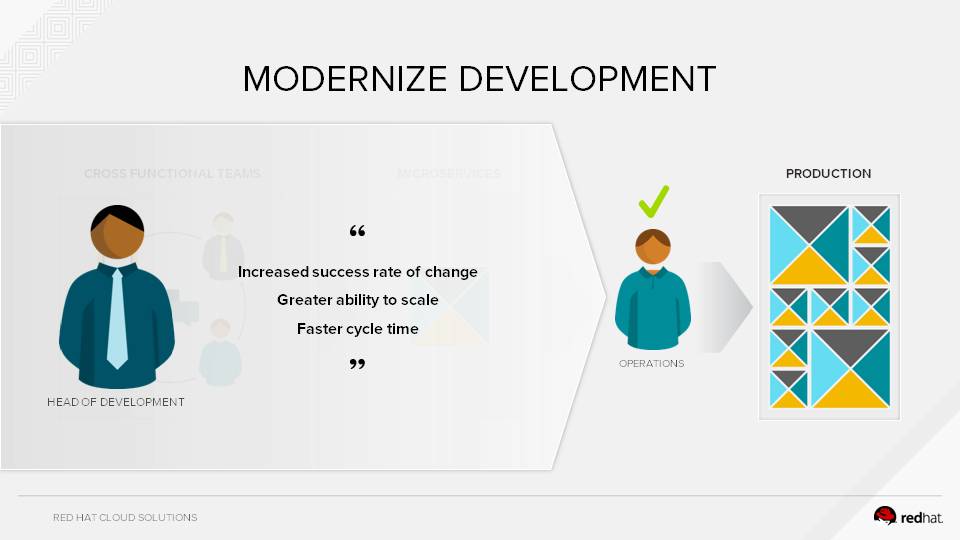 MODERNIZE DEVELOPMENT
CROSS FUNCTIONAL TEAMS
MICROSERVICES
PRODUCTION
“
Increased success rate of change
Greater ability to scale
Faster cycle time
”
HEAD OF DEVELOPMENT
OPERATIONS
RED HAT CLOUD SOLUTIONS
redhat.